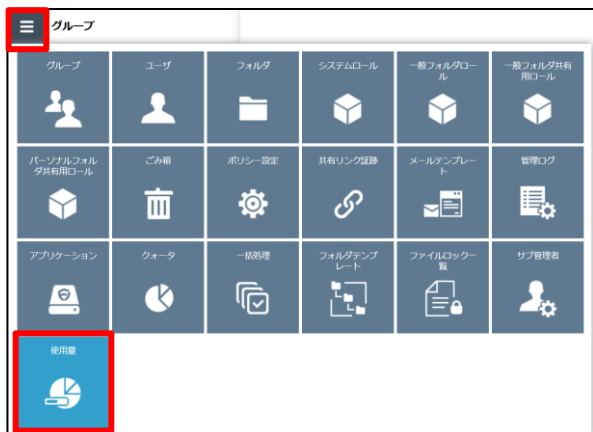 グループ
グループ
ユーザ
フォルダ
システムロール
一般フォルダロー
ル
一般フォルダ共有
用ロール
パーソナルフォル
ダ共有用ロール
ごみ箱
ポリシー設定
共有リンク証跡
メールテンプレー
ト
管理ログ
アプリケーション
クォータ
一括処理
フォルダテンプ
レート
ファイルロック一
覧
サブ管理者
使用量